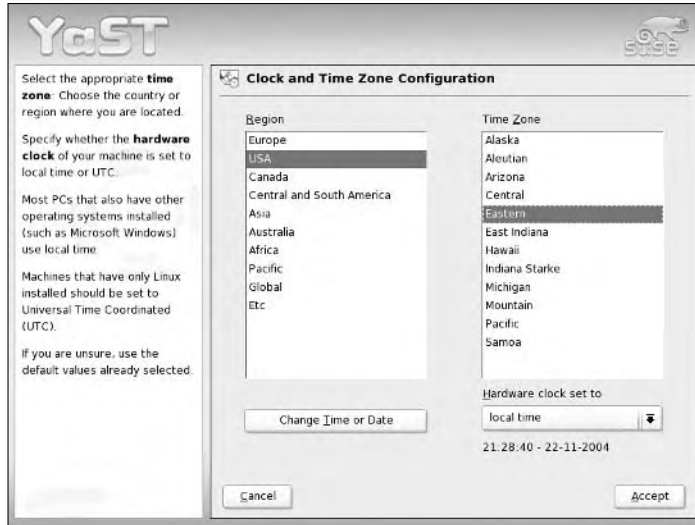 YaST
SUSE
Select the appropriate time
zone: Choose the country or
region where you are located.
Specify whether the hardware
clock of your machine is set to
local time or UTC.
Most PCs that also have other
operating systems installed
(such as Microsoft Windows)
use local time.
Machines that have only Linux
installed should be set to
Universal Time Coordinated
(UTC).
If you are unsure, use the
default values already selected.
Clock and Time Zone Configuration
Region
Europe
USA
Canada
Central and South America
Asia
Australia
Africa
Pacific
Global
Etc
Change Time or Date
Time Zone
Alaska
Aleutian
Arizona
Central
Eastern
East Indiana
Hawaii
Indiana Starke
Michigan
Mountain
Pacific
Samoa
Hardware clock set to
local time
21:28:40 - 22-11-2004
Cancel
Accept